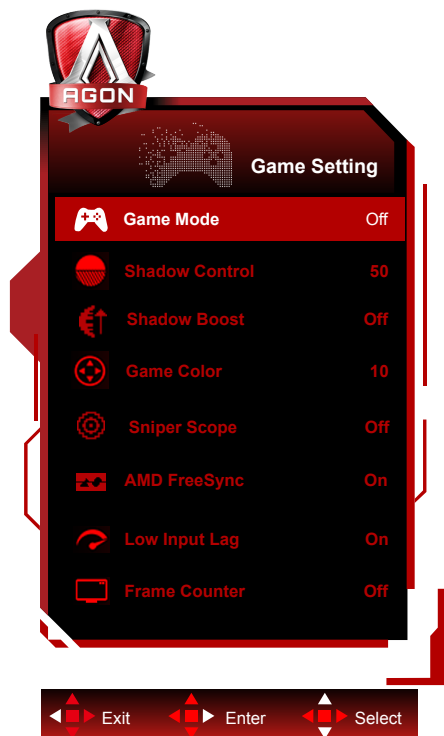 AGON
Game Setting
Game Mode Off
Shadow Control 50
Shadow Boost Off
Game Color 10
Sniper Scope Off
AMD FreeSync On
Low Input Lag On
Frame Counter Off
Exit Enter Select